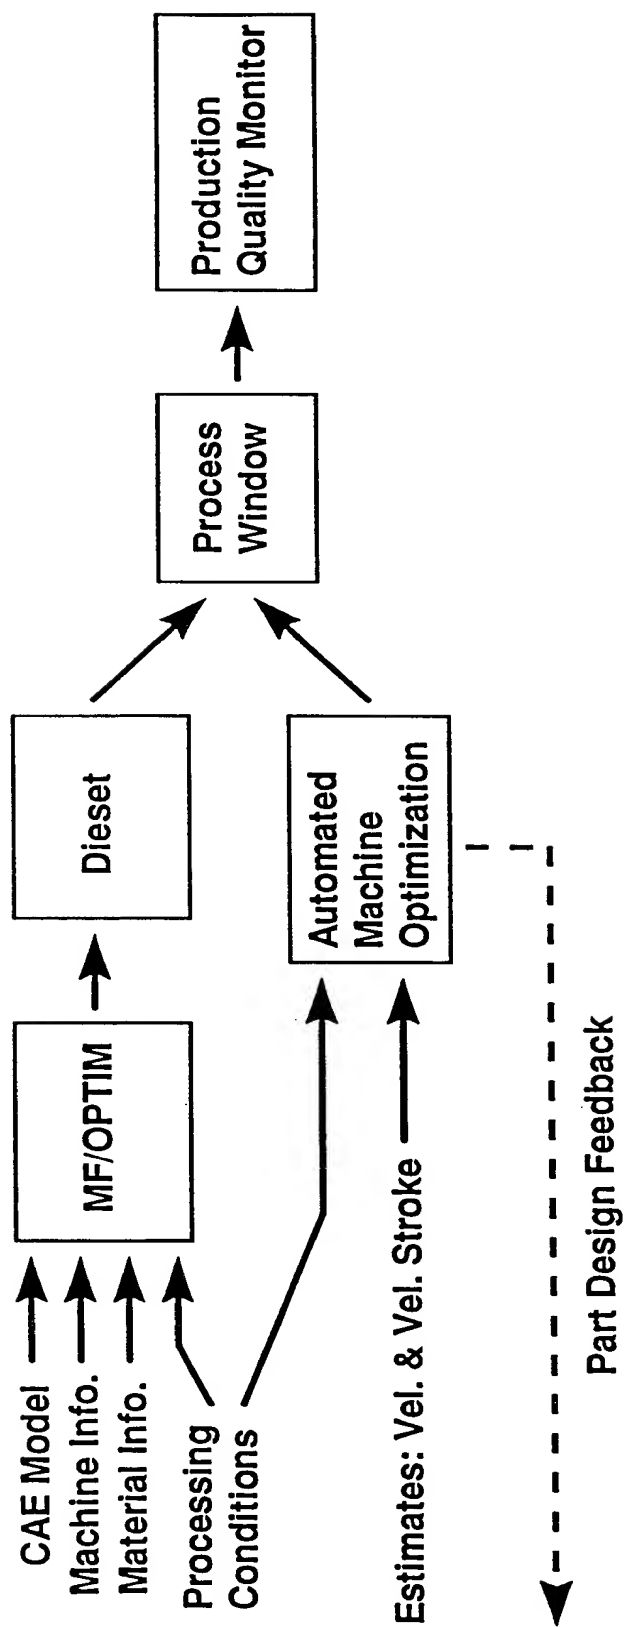 CAE Model
Machine Info.
Material Info.
Processing
Conditions
MF/OPTIM
Dieset
Estimates: Vel. & Vel. Stroke
Automated
Machine
Optimization
Process
Window
Production
Quality Monitor
Part Design Feedback